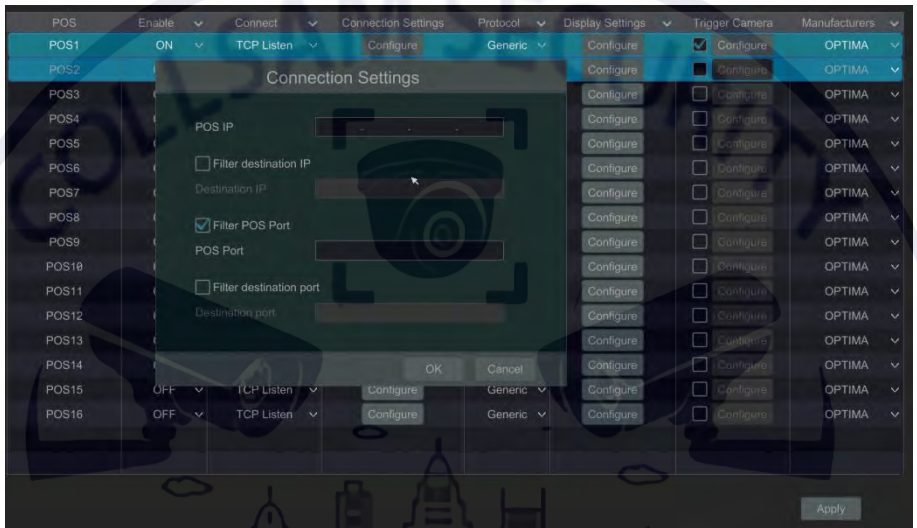 POS Enable Connect Connection Settings Protocol Display Settings Trigger Camera Manufacturers
POS1 ON TCP Listen Configure Generic Configure Configure OPTIMA
POS2 Configure Configure OPTIMA
POS3 Configure Configure OPTIMA
POS4 Configure Configure OPTIMA
POS5 Configure Configure OPTIMA
POS6 Configure Configure OPTIMA
POS7 Configure Configure OPTIMA
POS8 Configure Configure OPTIMA
POS9 Configure Configure OPTIMA
POS10 Configure Configure OPTIMA
POS11 Configure Configure OPTIMA
POS12 Configure Configure OPTIMA
POS13 Configure Configure OPTIMA
POS14 Configure Configure OPTIMA
POS15 OFF TCP Listen Configure Generic Configure Configure OPTIMA
POS16 OFF TCP Listen Configure Generic Configure Configure OPTIMA
Connection Settings
POS IP
Filter destination IP
Destination IP
Filter POS Port
POS Port
Filter destination port
Destination port
OK Cancel
Apply